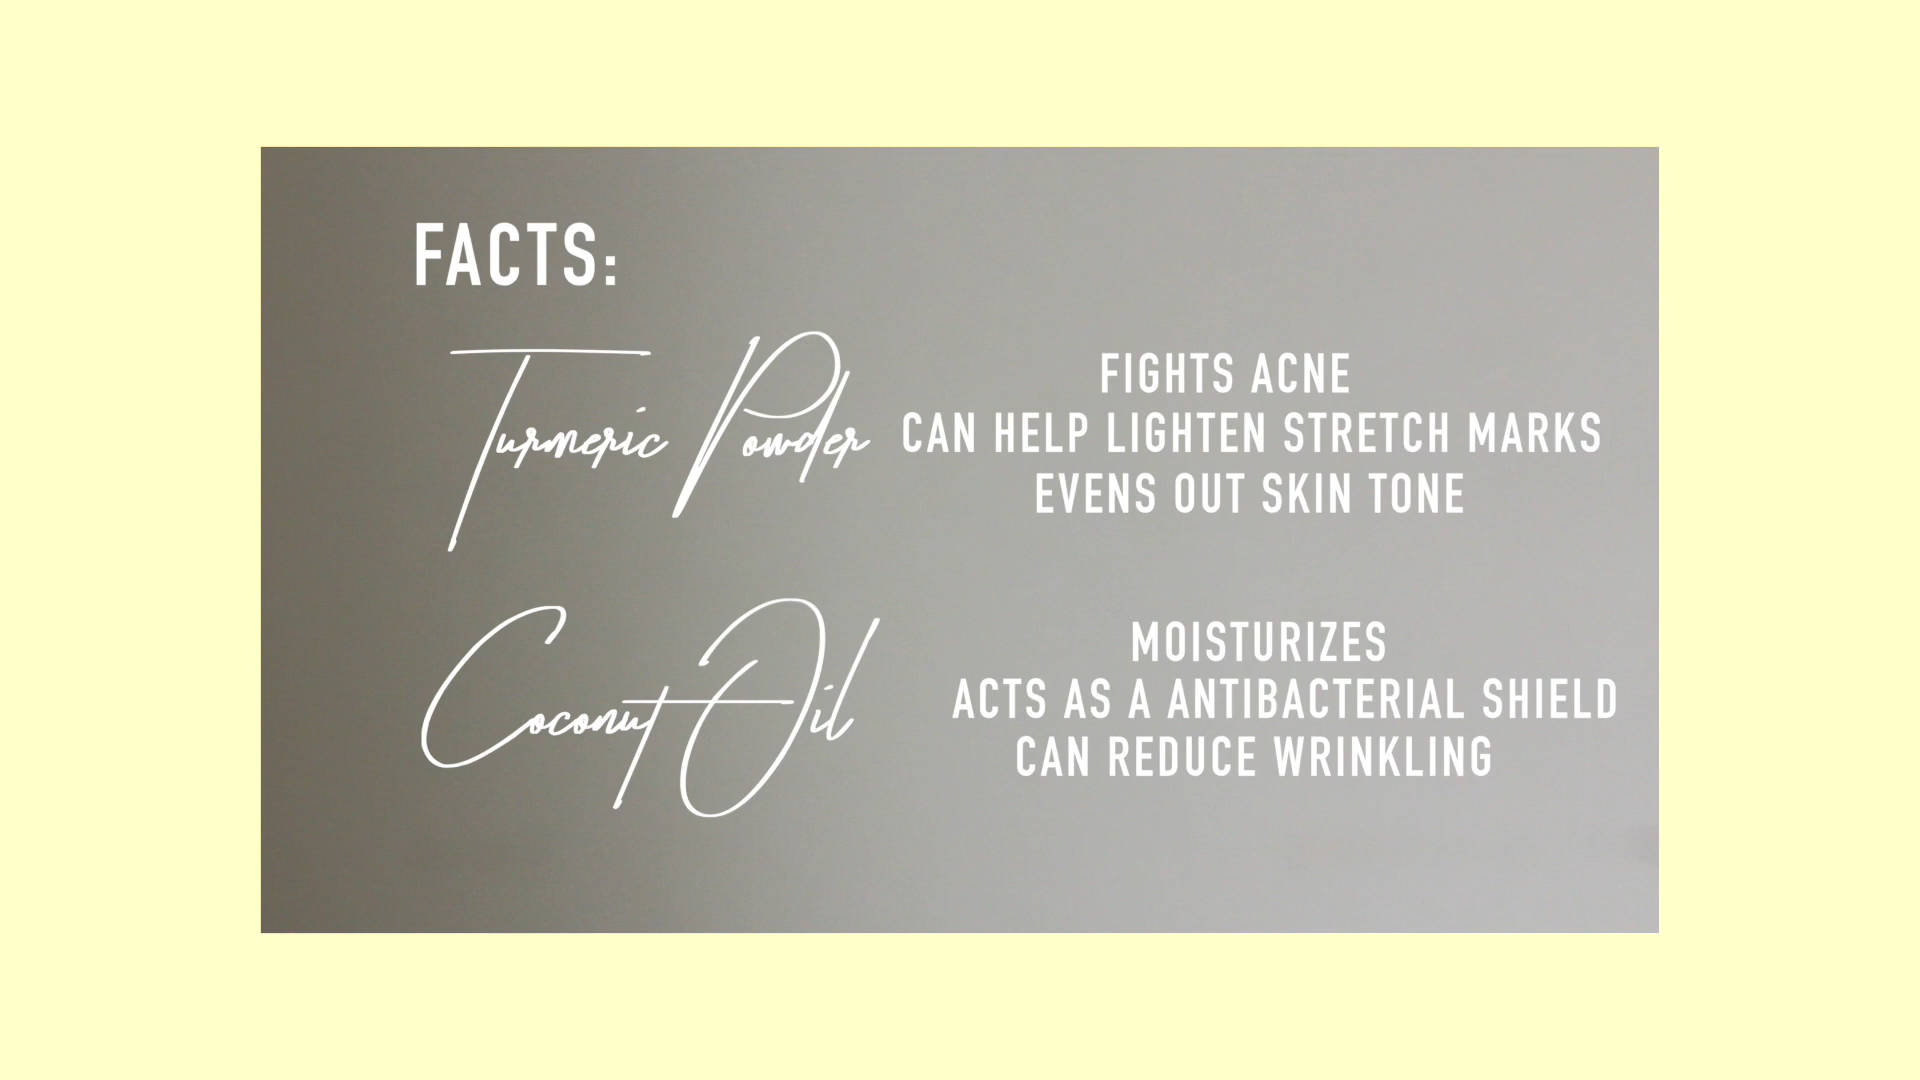 FACTS:
Turmeric Powder
FIGHTS ACNE
CAN HELP LIGHTEN STRETCH MARKS
EVENS OUT SKIN TONE
Coconut Oil
MOISTURIZES
ACTS AS A ANTIBACTERIAL SHIELD
CAN REDUCE WRINKLING